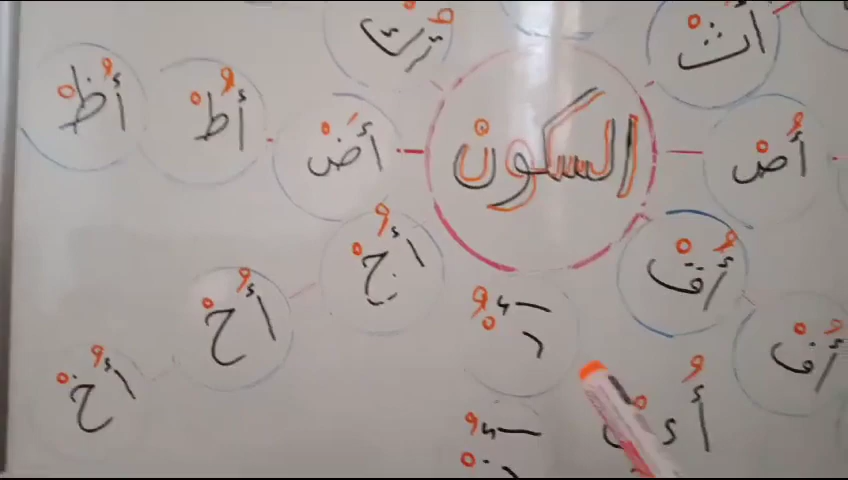 أُكْ
أُثْ
السكونْ
أُصْ
أَضْ
أُطْ
أُظْ
أُقْ
أُفْ
أُجْ
أُحْ
أُخْ
أُ